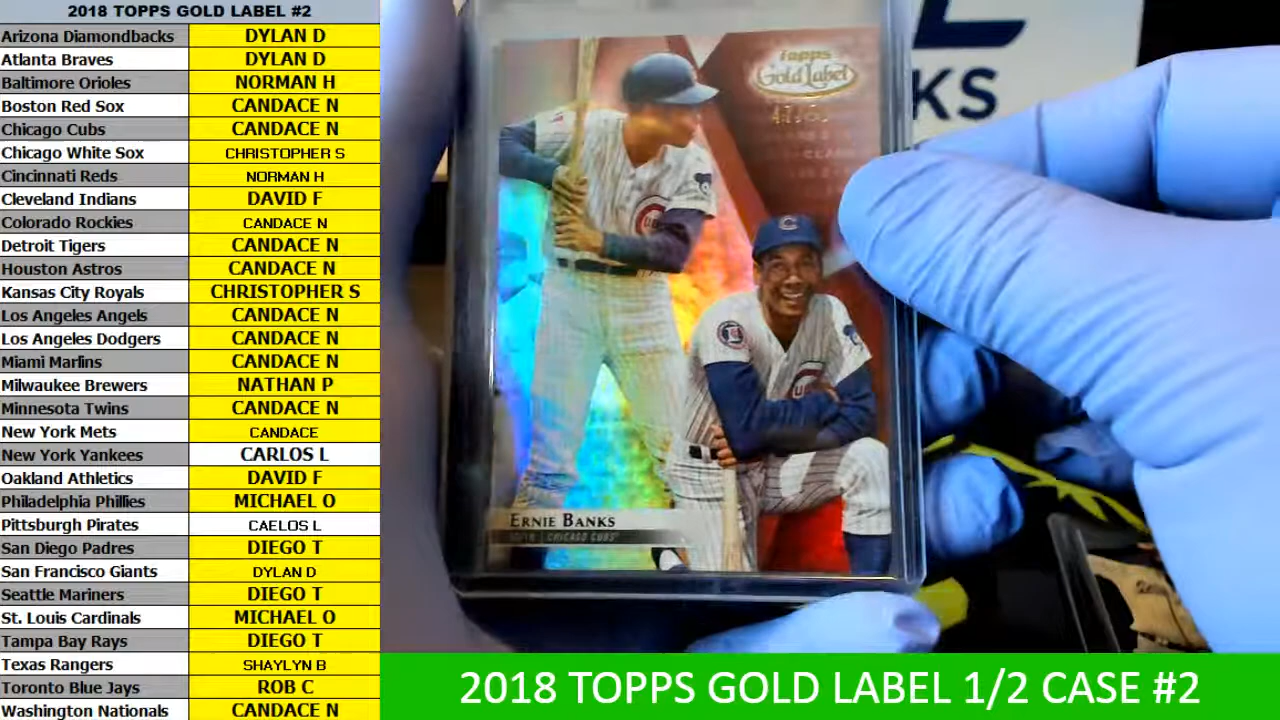 2018 TOPPS GOLD LABEL #2
Arizona Diamondbacks DYLAN D
Atlanta Braves DYLAN D
Baltimore Orioles NORMAN H
Boston Red Sox CANDACE N
Chicago Cubs CANDACE N
Chicago White Sox CHRISTOPHER S
Cincinnati Reds NORMAN H
Cleveland Indians DAVID F
Colorado Rockies CANDACE N
Detroit Tigers CANDACE N
Houston Astros CANDACE N
Kansas City Royals CHRISTOPHER S
Los Angeles Angels CANDACE N
Los Angeles Dodgers CANDACE N
Miami Marlins CANDACE N
Milwaukee Brewers NATHAN P
Minnesota Twins CANDACE N
New York Mets CANDACE
New York Yankees CARLOS L
Oakland Athletics DAVID F
Philadelphia Phillies MICHAEL O
Pittsburgh Pirates CAELOS L
San Diego Padres DIEGO T
San Francisco Giants DYLAN D
Seattle Mariners DIEGO T
St. Louis Cardinals MICHAEL O
Tampa Bay Rays DIEGO T
Texas Rangers SHAYLYN B
Toronto Blue Jays ROB C
Washington Nationals CANDACE N
KS
Topps
Gold Label
C
ERNIE BANKS
CHICAGO CUBS
2018 TOPPS GOLD LABEL 1/2 CASE #2